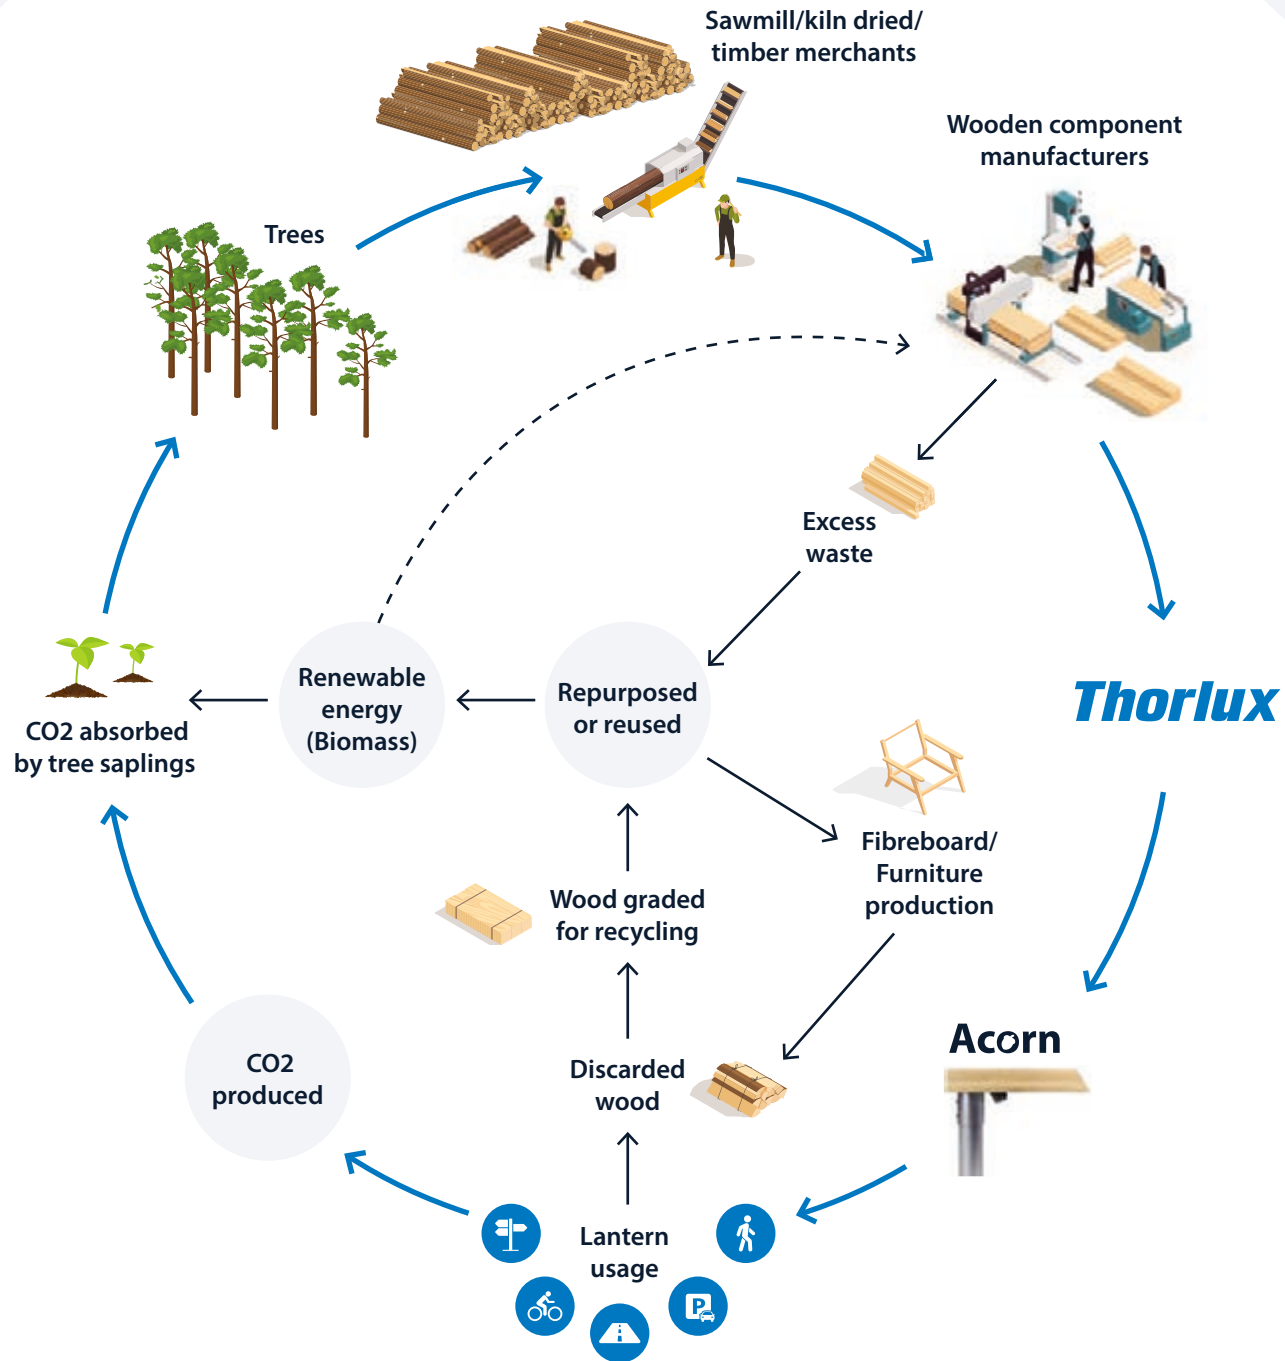 Sawmill/kiln dried/
timber merchants
Wooden component
manufacturers
Trees
Excess
waste
Renewable
energy
(Biomass)
Repurposed
or reused
Thorlux
CO2 absorbed
by tree saplings
Fibreboard/
Furniture
production
Wood graded
for recycling
Acorn
CO2
produced
Discarded
wood
Lantern
usage
P